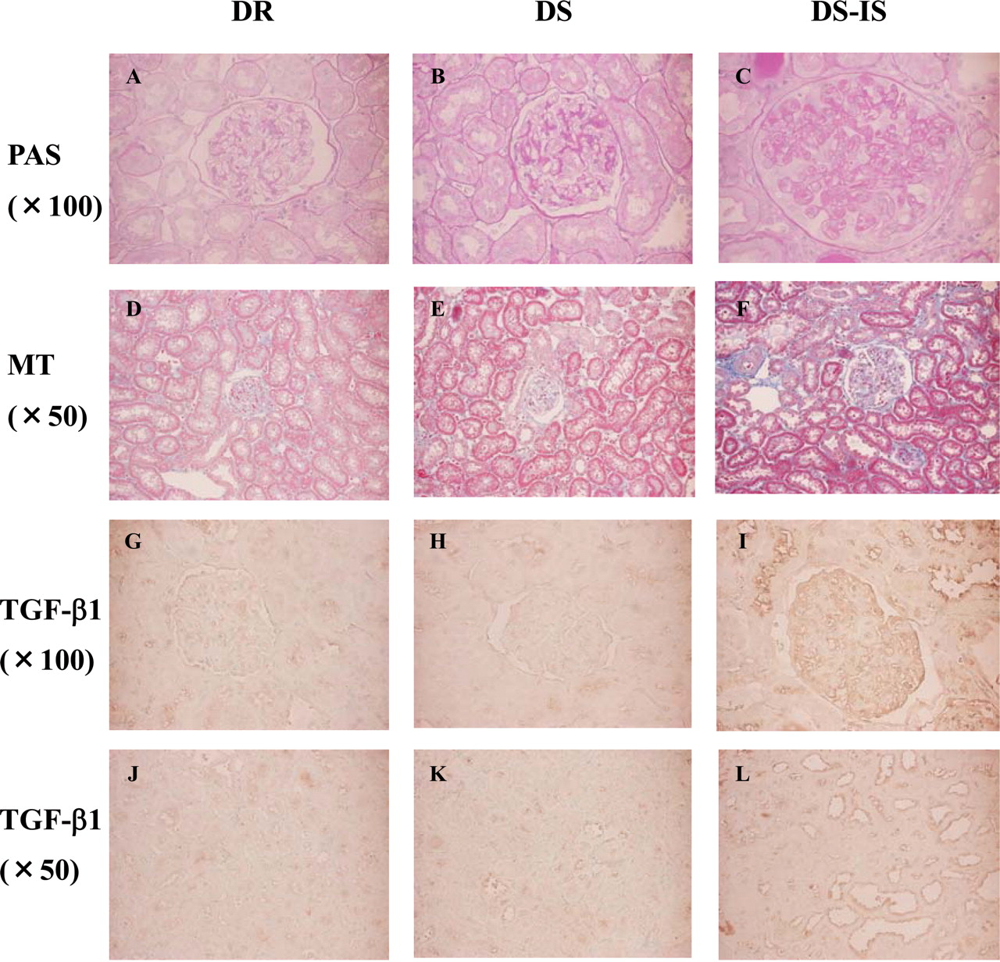 DR DS DS-IS
A B C
PAS
(×100)
D E F
MT
(×50)
G H I
TGF-β1
(×100)
J K L
TGF-β1
(×50)